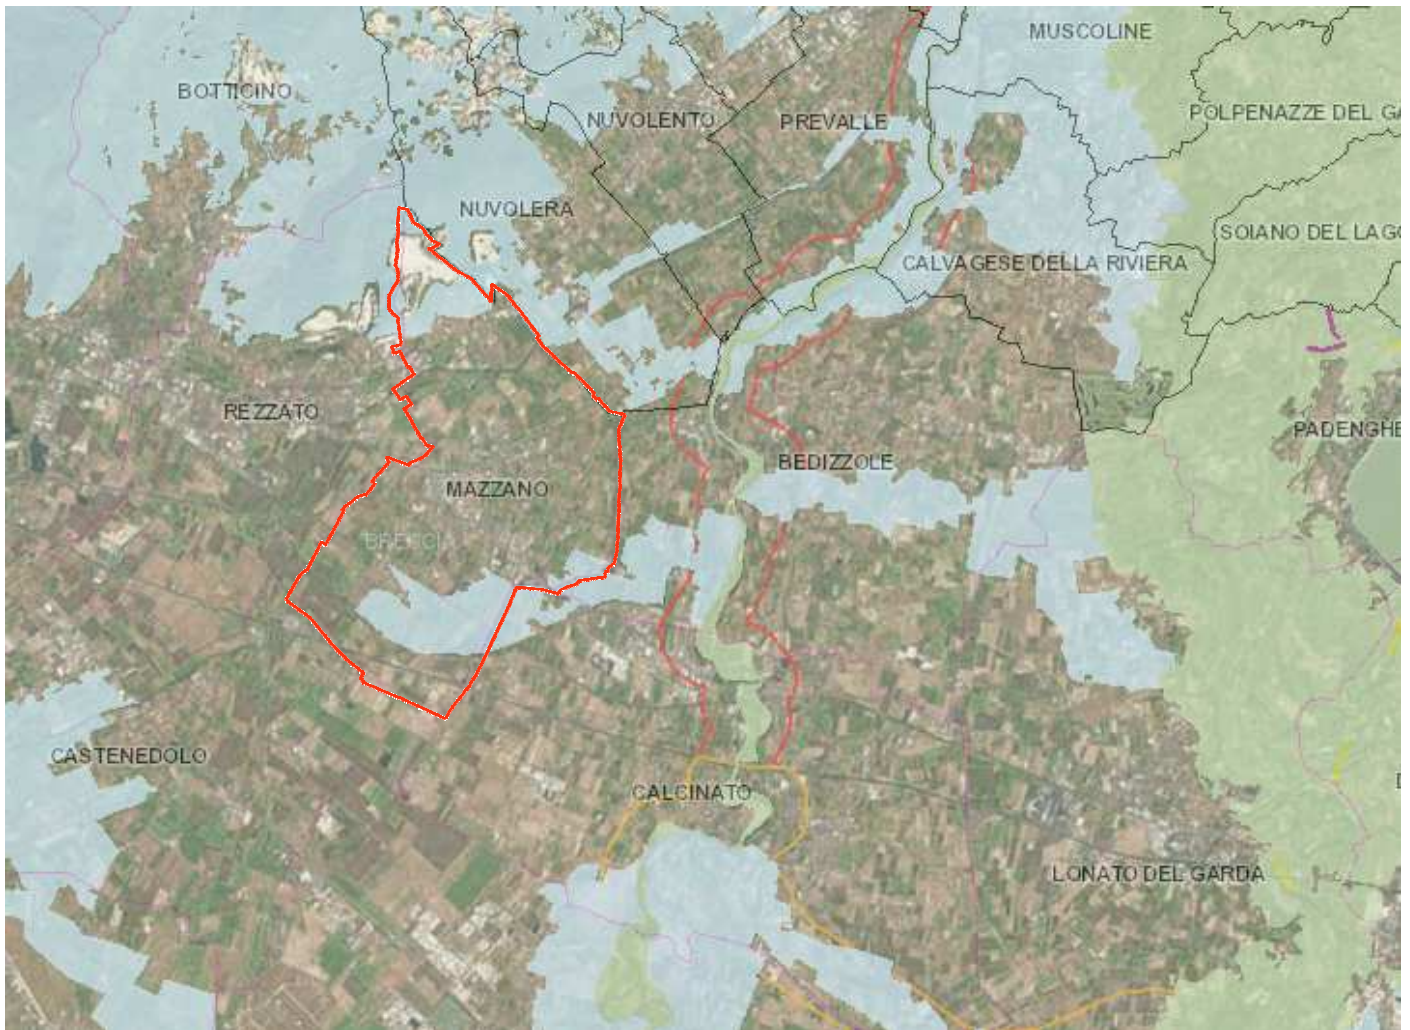 MUSCOLINE
BOTTICINO
POLPENAZZE DEL GA
NUVOLENTO
PREVALLE
NUVOLERA
SOIANO DEL LAGO
CALVAGESE DELLA RIVIERA
REZZATO
PADENGHE
BEDIZZOLE
MAZZANO
BRESCIA
CASTENEDOLO
CALCINATO
LONATO DEL GARDA